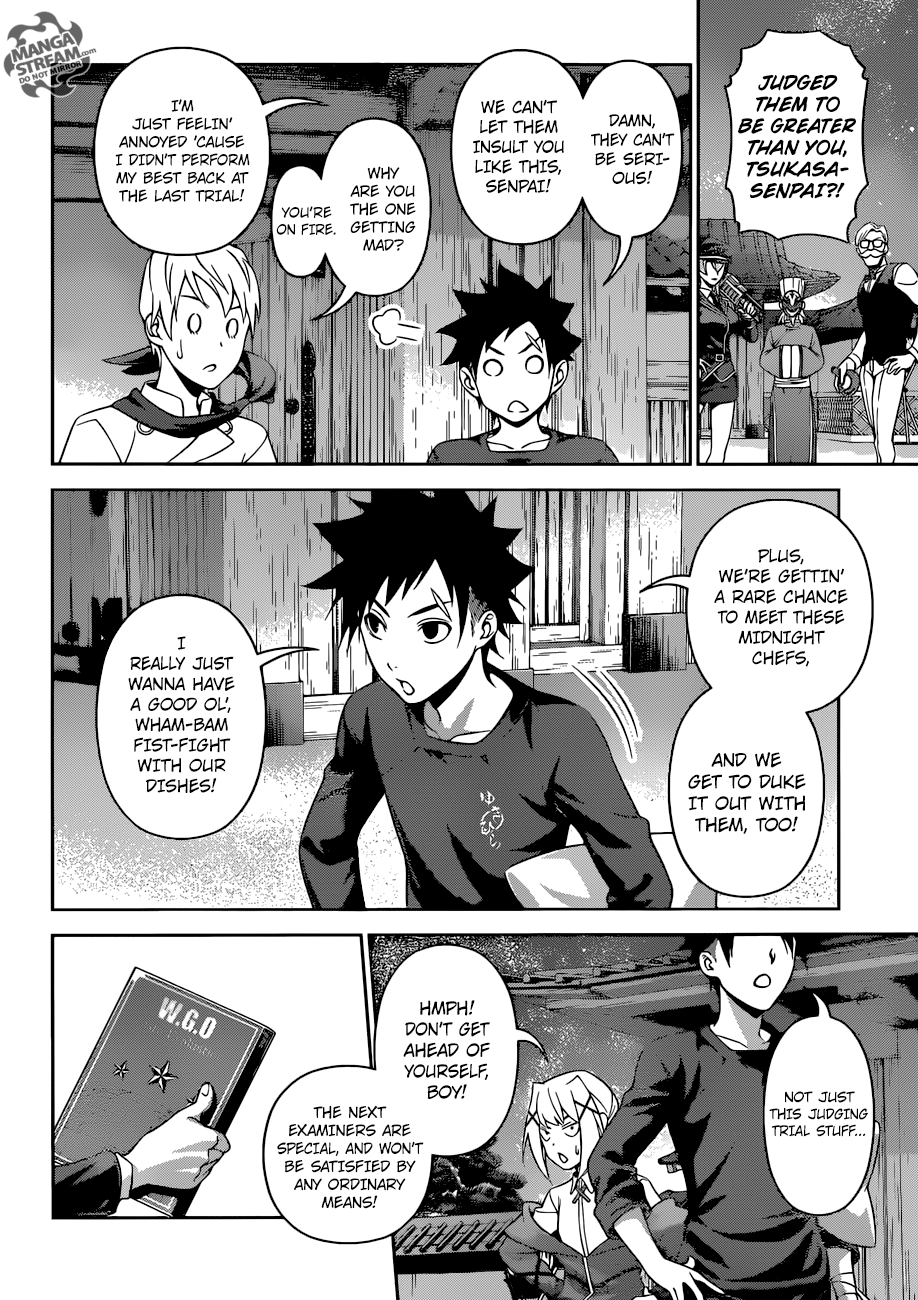 MANGA
STREAM.com
DO NOT MIRROR
JUDGED
THEM TO
BE GREATER
THAN YOU,
TSUKASA-
SENPAI?!
DAMN,
THEY CAN'T
BE SERI-
OUS!
WE CAN'T
LET THEM
INSULT YOU
LIKE THIS,
SENPAI!
WHY
ARE YOU
THE ONE
GETTING
MAD?
YOU'RE
ON FIRE.
I'M
JUST FEELIN'
ANNOYED 'CAUSE
I DIDN'T PERFORM
MY BEST BACK AT
THE LAST TRIAL!
PLUS,
WE'RE GETTIN'
A RARE CHANCE
TO MEET THESE
MIDNIGHT
CHEFS,
AND WE
GET TO DUKE
IT OUT WITH
THEM, TOO!
ゆきひら
I
REALLY JUST
WANNA HAVE
A GOOD OL',
WHAM-BAM
FIST-FIGHT
WITH OUR
DISHES!
NOT JUST
THIS JUDGING
TRIAL STUFF...
HMPH!
DON'T GET
AHEAD OF
YOURSELF,
BOY!
THE NEXT
EXAMINERS ARE
SPECIAL, AND WON'T
BE SATISFIED BY
ANY ORDINARY
MEANS!
W.G.O